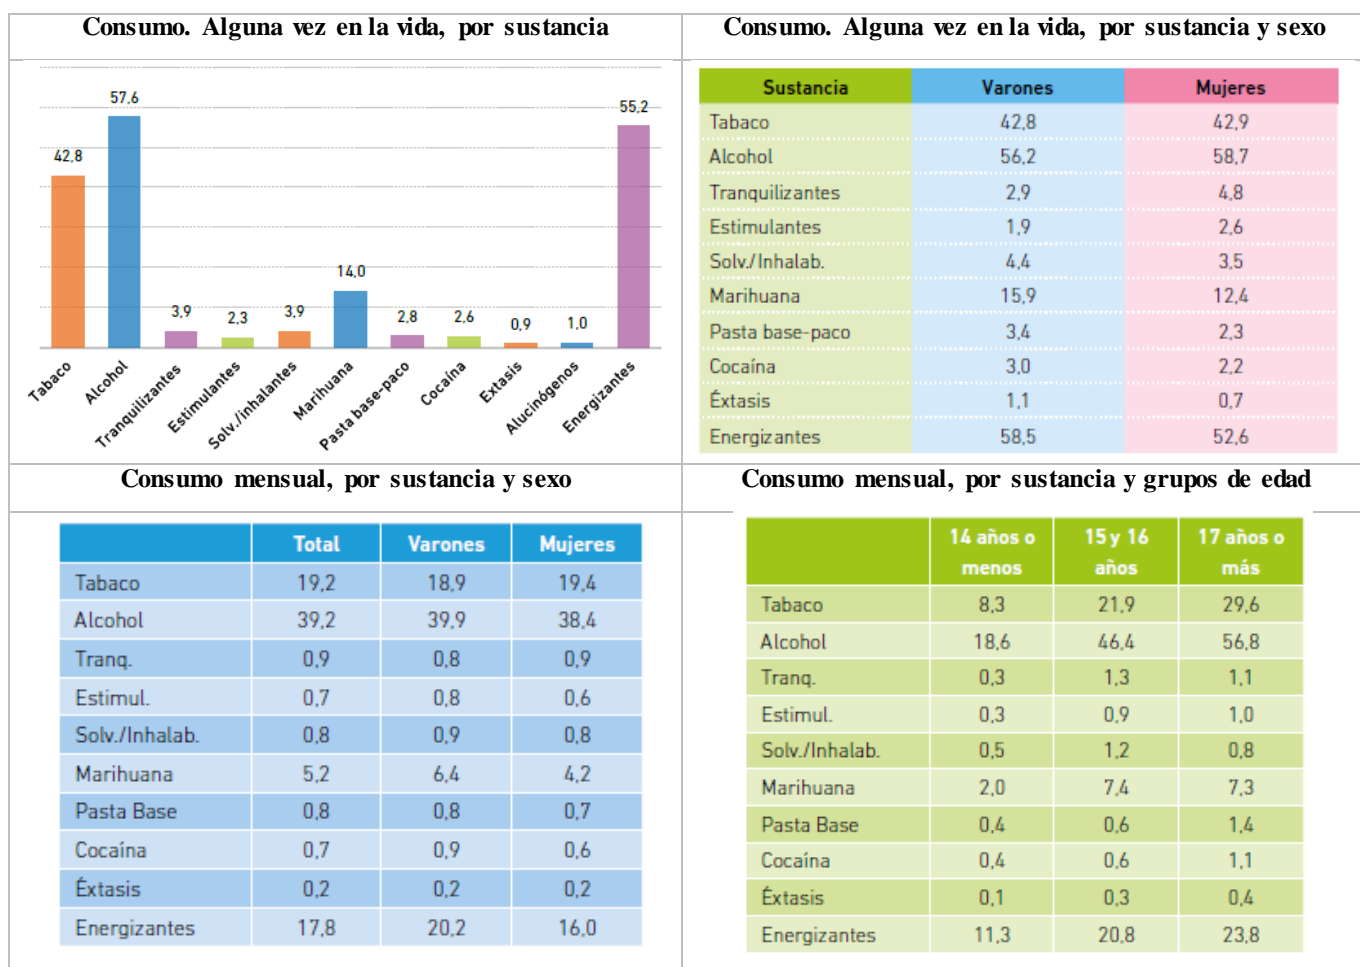 Consumo. Alguna vez en la vida, por sustancia
57,6
55,2
42,8
14,0
3,9
2,3
3,9
2,8
2,6
0,9
1,0
Tabaco
Alcohol
Tranquilizantes
Estimulantes
Solv./inhalantes
Marihuana
Pasta base-paco
Cocaína
Extasis
Alucinógenos
Energizantes
Consumo. Alguna vez en la vida, por sustancia y sexo
Sustancia Varones Mujeres
Tabaco 42,8 42,9
Alcohol 56,2 58,7
Tranquilizantes 2,9 4,8
Estimulantes 1,9 2,6
Solv./Inhalab. 4,4 3,5
Marihuana 15,9 12,4
Pasta base-paco 3,4 2,3
Cocaína 3,0 2,2
Éxtasis 1,1 0,7
Energizantes 58,5 52,6
Consumo mensual, por sustancia y sexo
Total Varones Mujeres
Tabaco 19,2 18,9 19,4
Alcohol 39,2 39,9 38,4
Tranq. 0,9 0,8 0,9
Estimul. 0,7 0,8 0,6
Solv./Inhalab. 0,8 0,9 0,8
Marihuana 5,2 6,4 4,2
Pasta Base 0,8 0,8 0,7
Cocaína 0,7 0,9 0,6
Éxtasis 0,2 0,2 0,2
Energizantes 17,8 20,2 16,0
Consumo mensual, por sustancia y grupos de edad
14 años o 15 y 16 17 años o
menos años más
Tabaco 8,3 21,9 29,6
Alcohol 18,6 46,4 56,8
Tranq. 0,3 1,3 1,1
Estimul. 0,3 0,9 1,0
Solv./Inhalab. 0,5 1,2 0,8
Marihuana 2,0 7,4 7,3
Pasta Base 0,4 0,6 1,4
Cocaína 0,4 0,6 1,1
Éxtasis 0,1 0,3 0,4
Energizantes 11,3 20,8 23,8